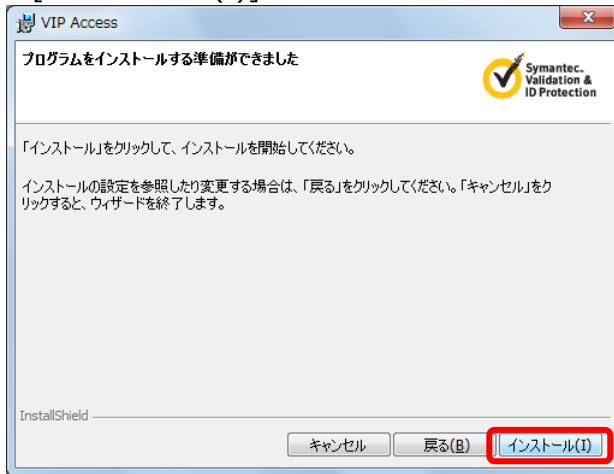 VIP Access
プログラムをインストールする準備ができました
Symantec.
Validation &
ID Protection
「インストール」をクリックして、インストールを開始してください。
インストールの設定を参照したり変更する場合は、「戻る」をクリックしてください。「キャンセル」をク
リックすると、ウィザードを終了します。
InstallShield
キャンセル 戻る(B) インストール(I)